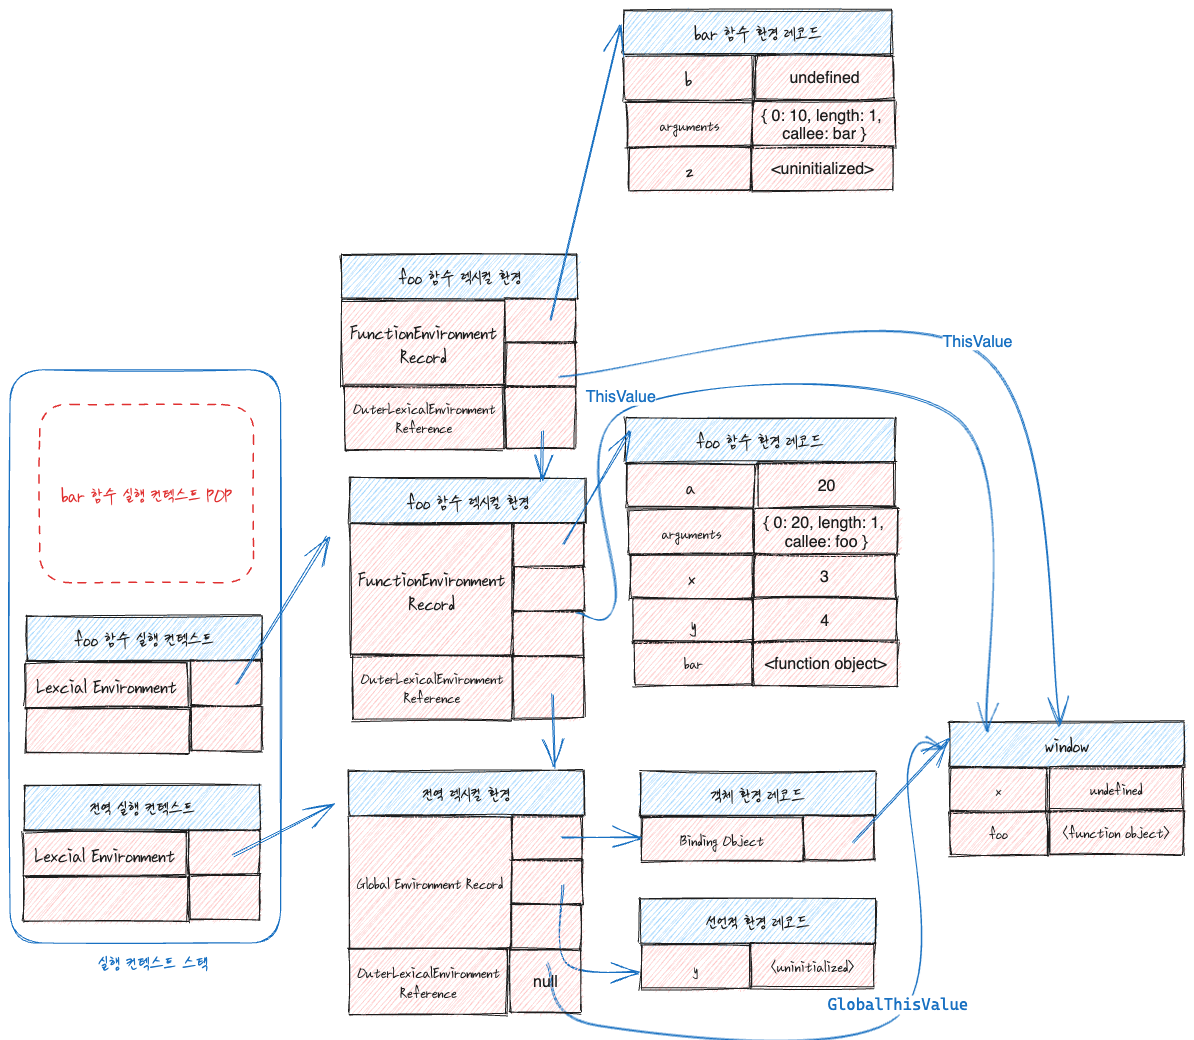 bar 함수 환경 레코드
b
undefined
arguments
{ 0: 10, length: 1,
callee: bar }
z
<uninitialized>
foo 함수 렉시컬 환경
FunctionEnvironment
Record
OuterLexicalEnvironment
Reference
ThisValue
ThisValue
foo 함수 환경 레코드
a
20
arguments
{ 0: 20, length: 1,
callee: foo }
x
3
y
4
bar
<function object>
foo 함수 렉시컬 환경
FunctionEnvironment
Record
OuterLexicalEnvironment
Reference
bar 함수 실행 컨텍스트 POP
foo 함수 실행 컨텍스트
Lexcial Environment
전역 실행 컨텍스트
Lexcial Environment
실행 컨텍스트 스택
전역 렉시컬 환경
Global Environment Record
OuterLexicalEnvironment
Reference
null
객체 환경 레코드
Binding Object
선언적 환경 레코드
y
<uninitialized>
GlobalThisValue
window
x
undefined
foo
<function object>